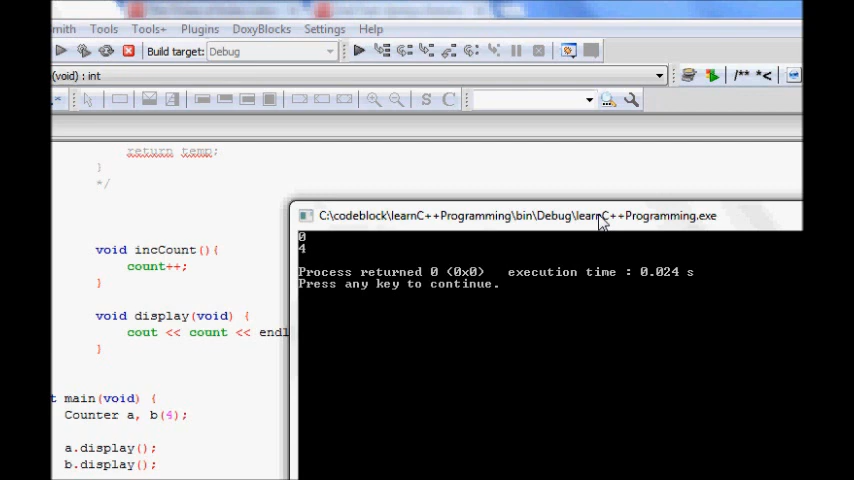 mith Tools Tools+ Plugins DoxyBlocks Settings Help
Build target: Debug
(void) : int
/** *<
S C
return temp;
}
*/
C:\codeblock\learnC++Programming\bin\Debug\learnC++Programming.exe
0
4
Process returned 0 (0x0)   execution time : 0.024 s
Press any key to continue.
void incCount(){
count++;
}
void display(void) {
cout << count << endl
}
t main(void) {
Counter a, b(4);
a.display();
b.display();